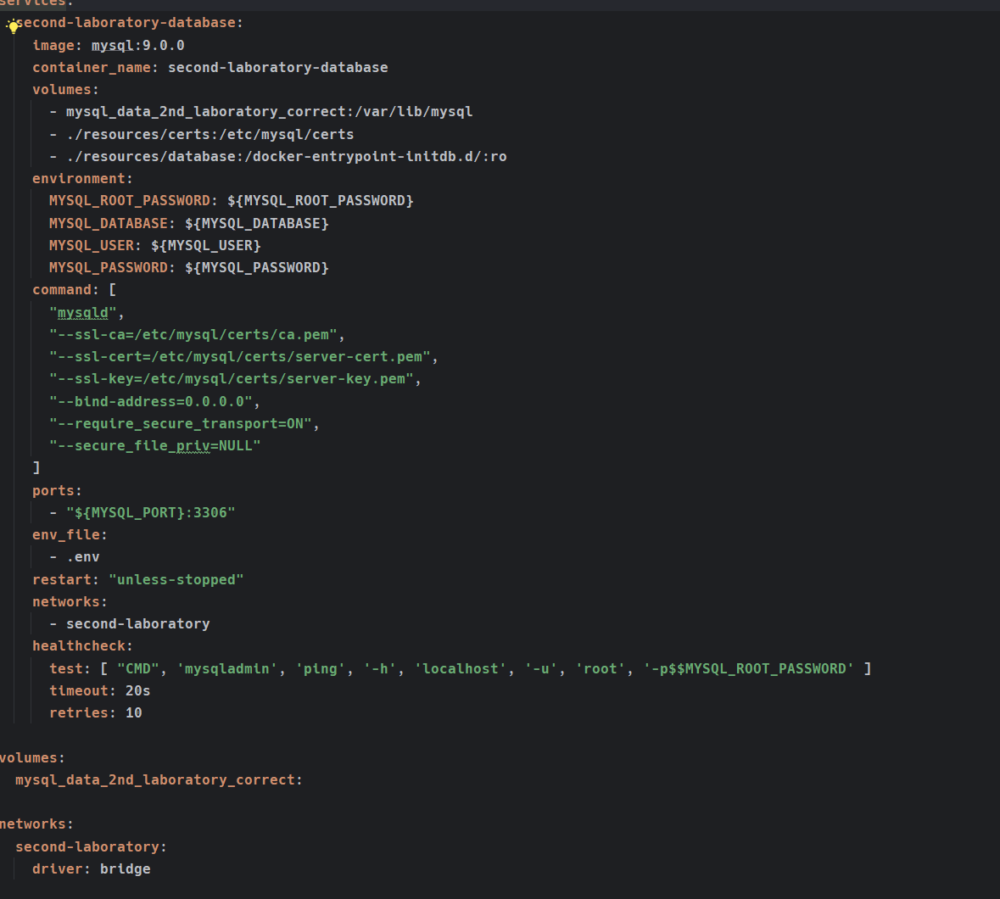 services:
  second-laboratory-database:
    image: mysql:9.0.0
    container_name: second-laboratory-database
    volumes:
      - mysql_data_2nd_laboratory_correct:/var/lib/mysql
      - ./resources/certs:/etc/mysql/certs
      - ./resources/database:/docker-entrypoint-initdb.d/:ro
    environment:
      MYSQL_ROOT_PASSWORD: ${MYSQL_ROOT_PASSWORD}
      MYSQL_DATABASE: ${MYSQL_DATABASE}
      MYSQL_USER: ${MYSQL_USER}
      MYSQL_PASSWORD: ${MYSQL_PASSWORD}
    command: [
      "mysqld",
      "--ssl-ca=/etc/mysql/certs/ca.pem",
      "--ssl-cert=/etc/mysql/certs/server-cert.pem",
      "--ssl-key=/etc/mysql/certs/server-key.pem",
      "--bind-address=0.0.0.0",
      "--require_secure_transport=ON",
      "--secure_file_priv=NULL"
    ]
    ports:
      - "${MYSQL_PORT}:3306"
    env_file:
      - .env
    restart: "unless-stopped"
    networks:
      - second-laboratory
    healthcheck:
      test: [ "CMD", 'mysqladmin', 'ping', '-h', 'localhost', '-u', 'root', '-p$$MYSQL_ROOT_PASSWORD' ]
      timeout: 20s
      retries: 10
volumes:
  mysql_data_2nd_laboratory_correct:
networks:
  second-laboratory:
    driver: bridge